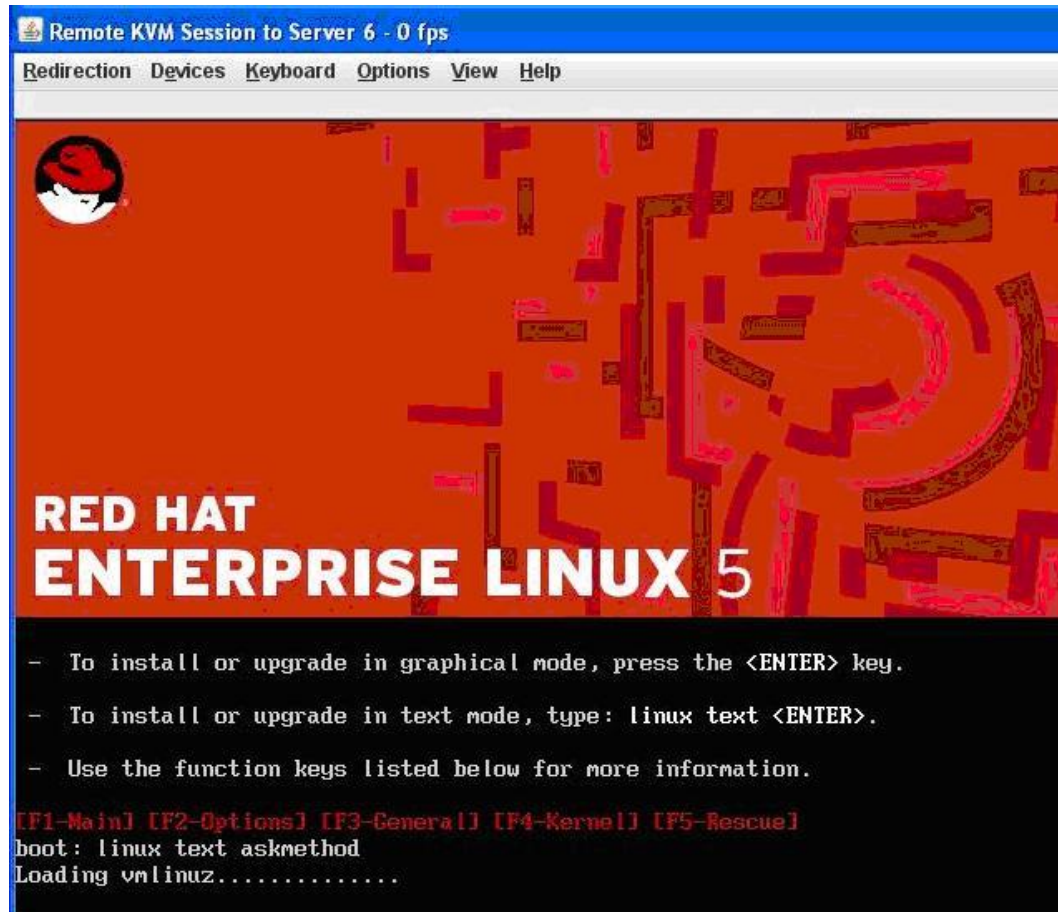 Remote KVM Session to Server 6 - 0 fps
Redirection Devices Keyboard Options View Help
RED HAT
ENTERPRISE LINUX 5
- To install or upgrade in graphical mode, press the <ENTER> key.
- To install or upgrade in text mode, type: linux text <ENTER>.
- Use the function keys listed below for more information.
[F1-Main] [F2-Options] [F3-General] [F4-Kernel] [F5-Rescue]
boot: linux text askmethod
Loading vmlinuz..............